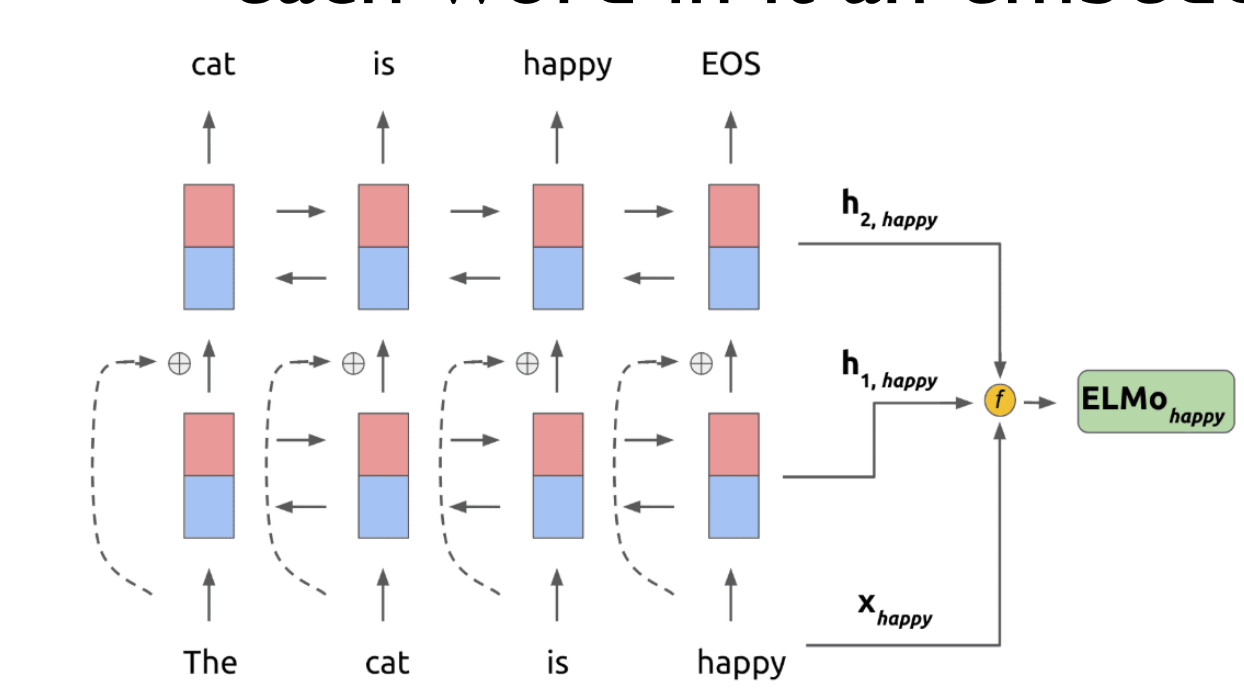 cat is happy EOS
h2, happy
h1, happy
f
ELMohappy
xhappy
The cat is happy